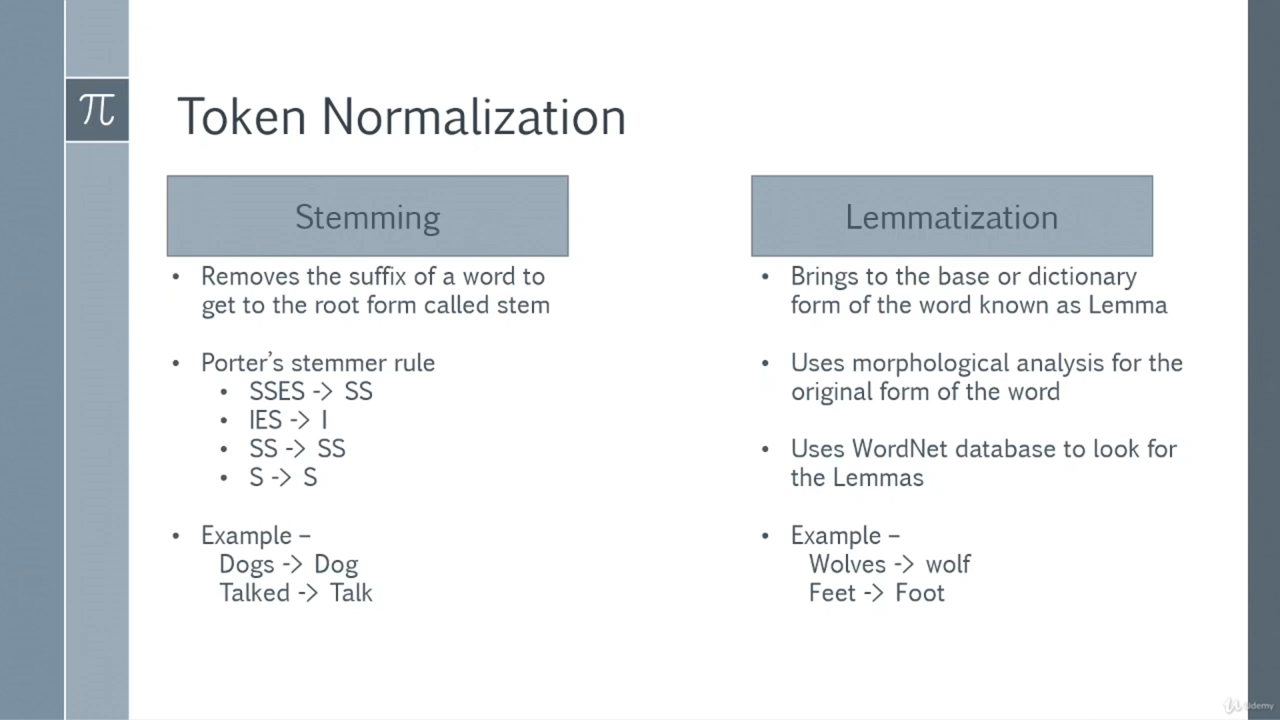 π
Token Normalization
Stemming
• Removes the suffix of a word to
get to the root form called stem
• Porter’s stemmer rule
• SSES -> SS
• IES -> I
• SS -> SS
• S -> S
• Example –
Dogs -> Dog
Talked -> Talk
Lemmatization
• Brings to the base or dictionary
form of the word known as Lemma
• Uses morphological analysis for the
original form of the word
• Uses WordNet database to look for
the Lemmas
• Example –
Wolves -> wolf
Feet -> Foot
Udemy